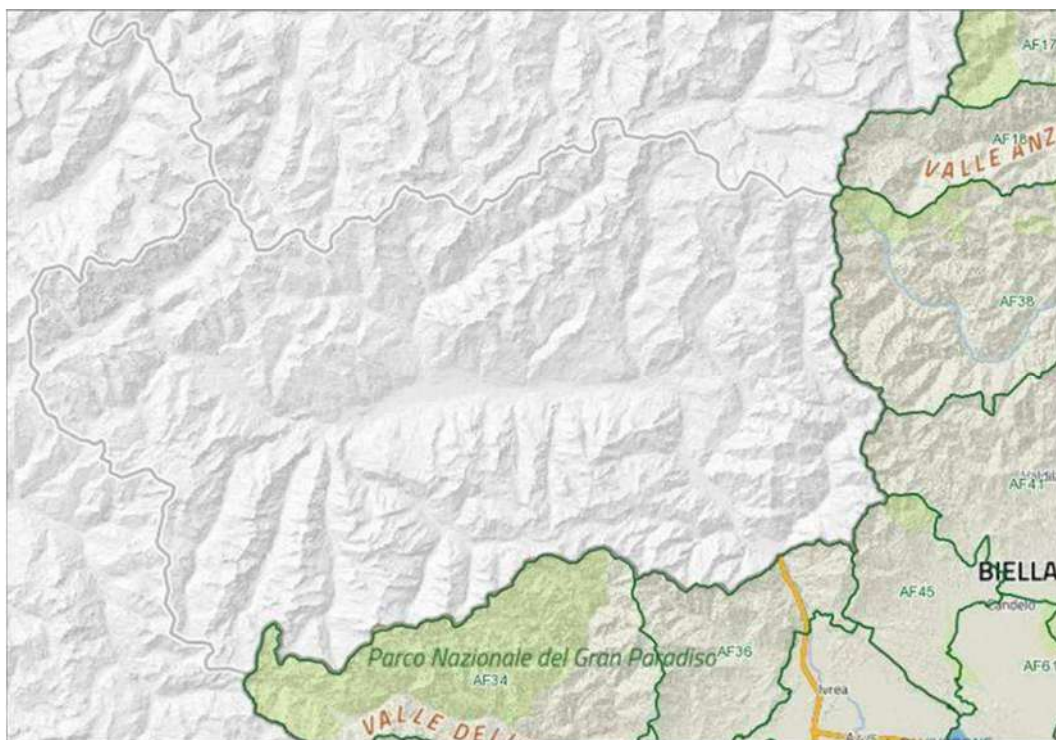 AF17
AF18
VALLE ANZ
AF38
AF41
BIELLA
Candelo
AF45
AF61
Parco Nazionale del Gran Paradiso
AF36
AF34
Ivrea
VALLE DELL